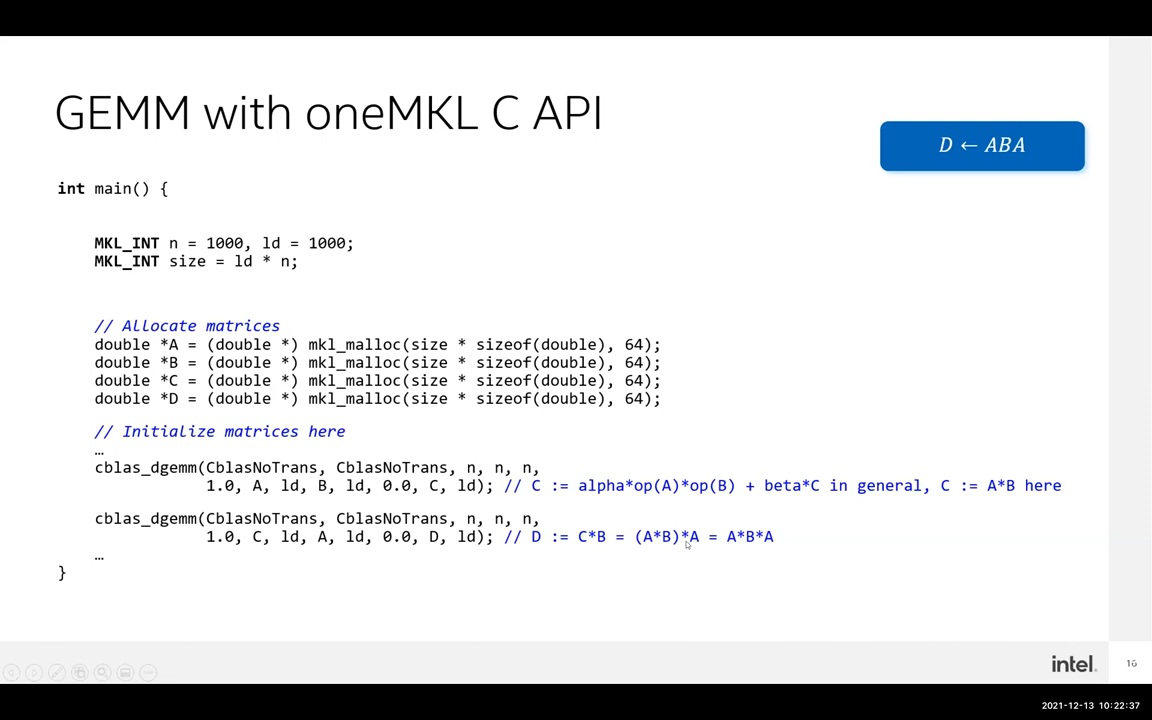 GEMM with oneMKL C API
D ← ABA
int main() {
MKL_INT n = 1000, ld = 1000;
MKL_INT size = ld * n;
// Allocate matrices
double *A = (double *) mkl_malloc(size * sizeof(double), 64);
double *B = (double *) mkl_malloc(size * sizeof(double), 64);
double *C = (double *) mkl_malloc(size * sizeof(double), 64);
double *D = (double *) mkl_malloc(size * sizeof(double), 64);
// Initialize matrices here
…
cblas_dgemm(CblasNoTrans, CblasNoTrans, n, n, n,
1.0, A, ld, B, ld, 0.0, C, ld); // C := alpha*op(A)*op(B) + beta*C in general, C := A*B here
cblas_dgemm(CblasNoTrans, CblasNoTrans, n, n, n,
1.0, C, ld, A, ld, 0.0, D, ld); // D := C*B = (A*B)*A = A*B*A
…
}
intel.
16
2021-12-13 10:22:37